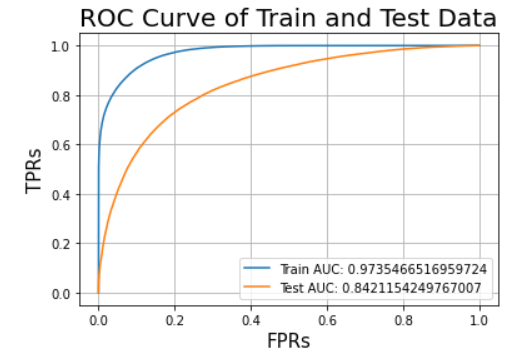 ROC Curve of Train and Test Data
1.0
0.8
0.6
0.4
0.2
0.0
TPRs
Train AUC: 0.9735466516959724
Test AUC: 0.8421154249767007
0.0 0.2 0.4 0.6 0.8 1.0
FPRs